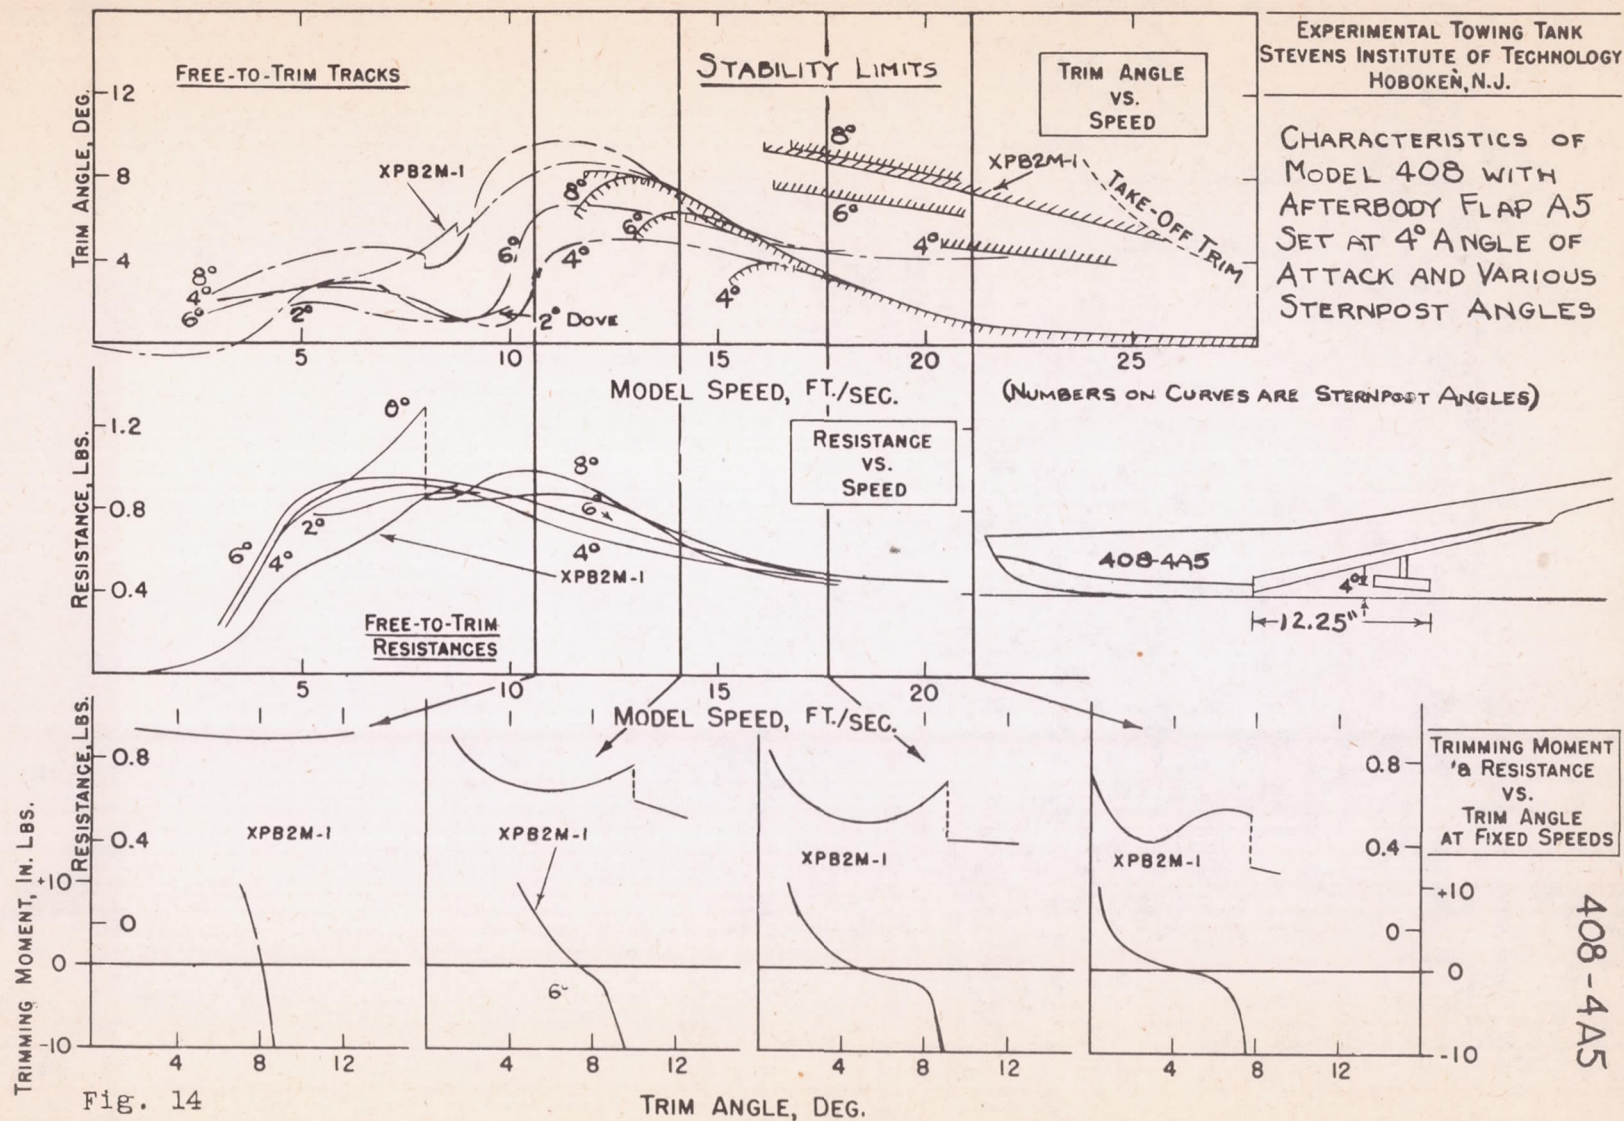 EXPERIMENTAL TOWING TANK
STEVENS INSTITUTE OF TECHNOLOGY
HOBOKEN, N.J.
CHARACTERISTICS OF
MODEL 408 WITH
AFTERBODY FLAP A5
SET AT 4° ANGLE OF
ATTACK AND VARIOUS
STERNPOST ANGLES
FREE-TO-TRIM TRACKS
STABILITY LIMITS
TRIM ANGLE
VS.
SPEED
TRIM ANGLE, DEG.
12
8
4
XPB2M-1
8°
4°
6°
2°
2° DOVE
6°
4°
8°
6°
4°
8°
6°
4°
XPB2M-1
TAKE-OFF TRIM
5
10
15
20
25
MODEL SPEED, FT./SEC.
(NUMBERS ON CURVES ARE STERNPOST ANGLES)
RESISTANCE, LBS.
1.2
0.8
0.4
RESISTANCE
VS.
SPEED
8°
6°
4°
2°
6°
4°
XPB2M-1
FREE-TO-TRIM
RESISTANCES
408-4A5
4°
12.25"
5
10
15
20
MODEL SPEED, FT./SEC.
RESISTANCE, LBS.
TRIMMING MOMENT, IN. LBS.
0.8
0.4
+10
0
0
-10
XPB2M-1
XPB2M-1
6
XPB2M-1
XPB2M-1
0.8
0.4
+10
0
0
-10
TRIMMING MOMENT
& RESISTANCE
VS.
TRIM ANGLE
AT FIXED SPEEDS
408-4A5
4 8 12
4 8 12
4 8 12
4 8 12
Fig. 14
TRIM ANGLE, DEG.